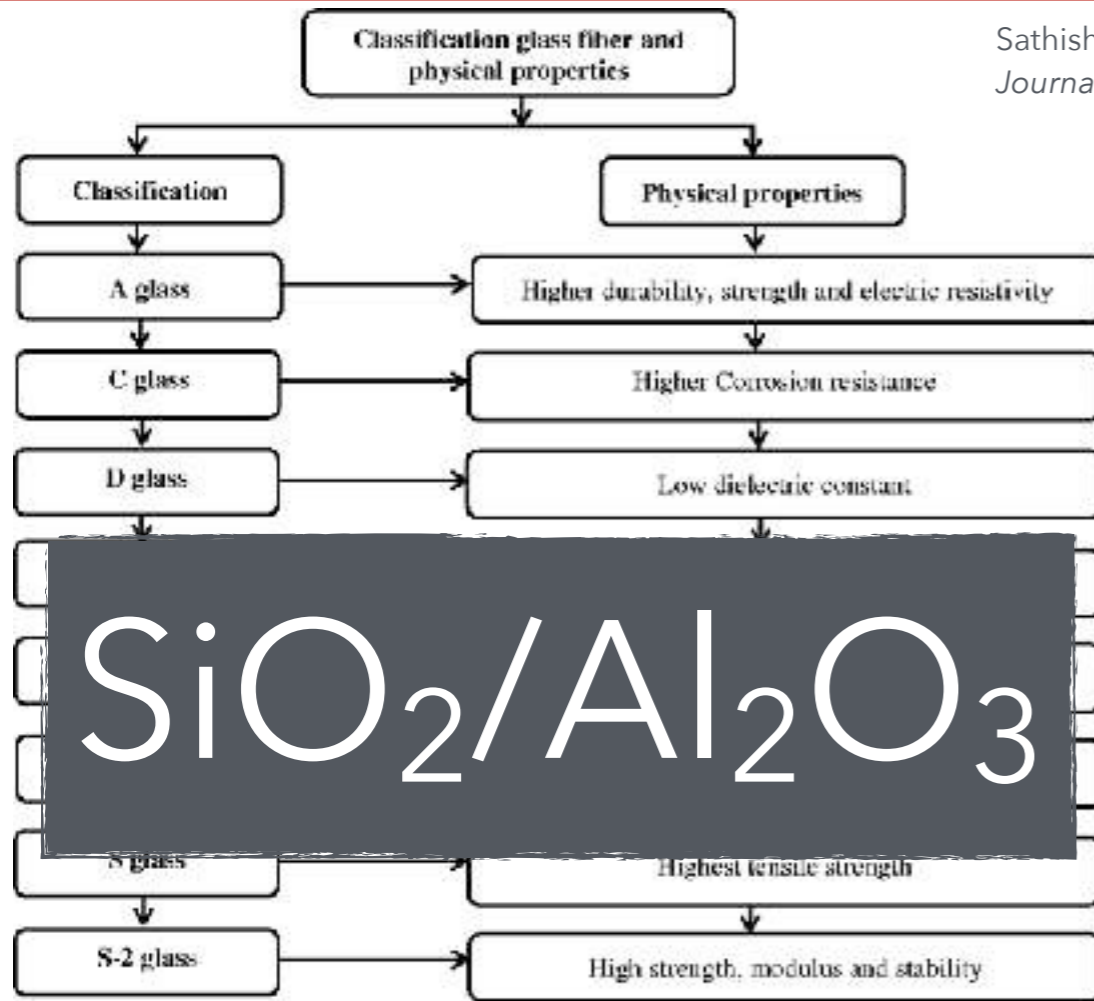 Sathish
Journa
Classification glass fiber and
physical properties
Classification
Physical properties
A glass
Higher durability, strength and electric resistivity
C glass
Higher Corrosion resistance
D glass
Low dielectric constant
SiO₂/Al₂O₃
S glass
Highest tensile strength
S-2 glass
High strength, modulus and stability